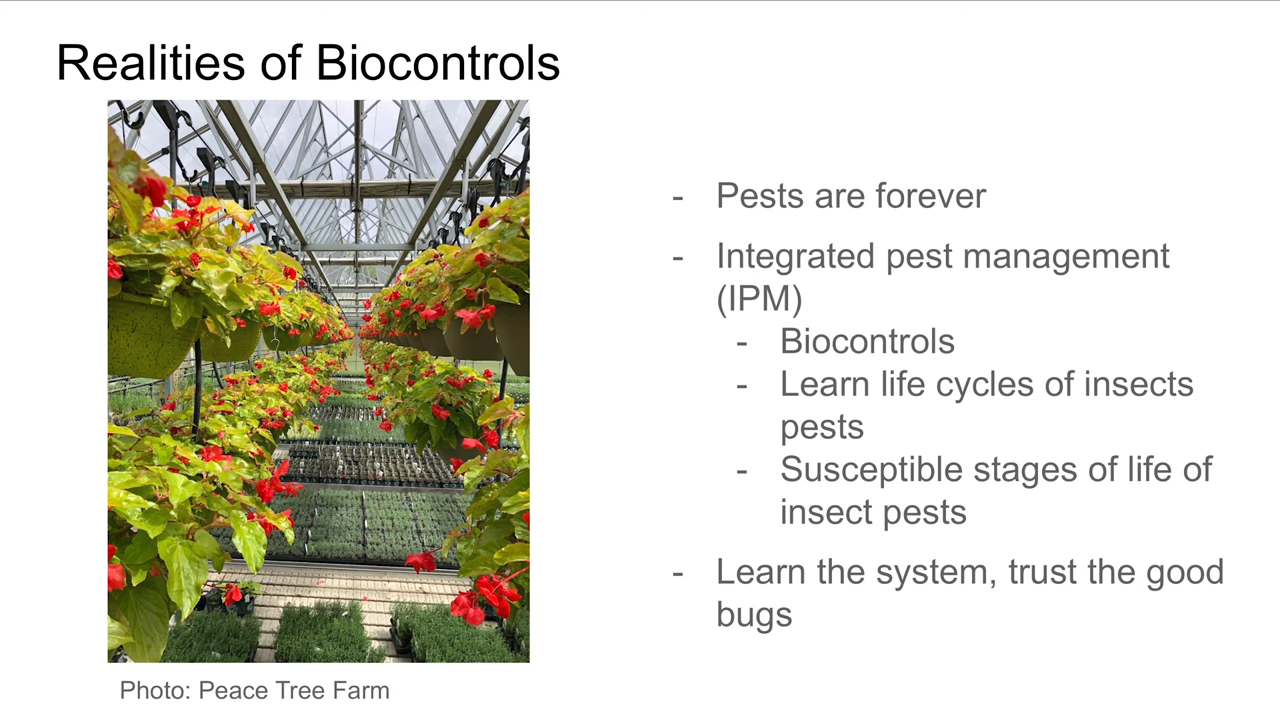 Realities of Biocontrols
- Pests are forever
- Integrated pest management
(IPM)
- Biocontrols
- Learn life cycles of insects
pests
- Susceptible stages of life of
insect pests
- Learn the system, trust the good
bugs
Photo: Peace Tree Farm